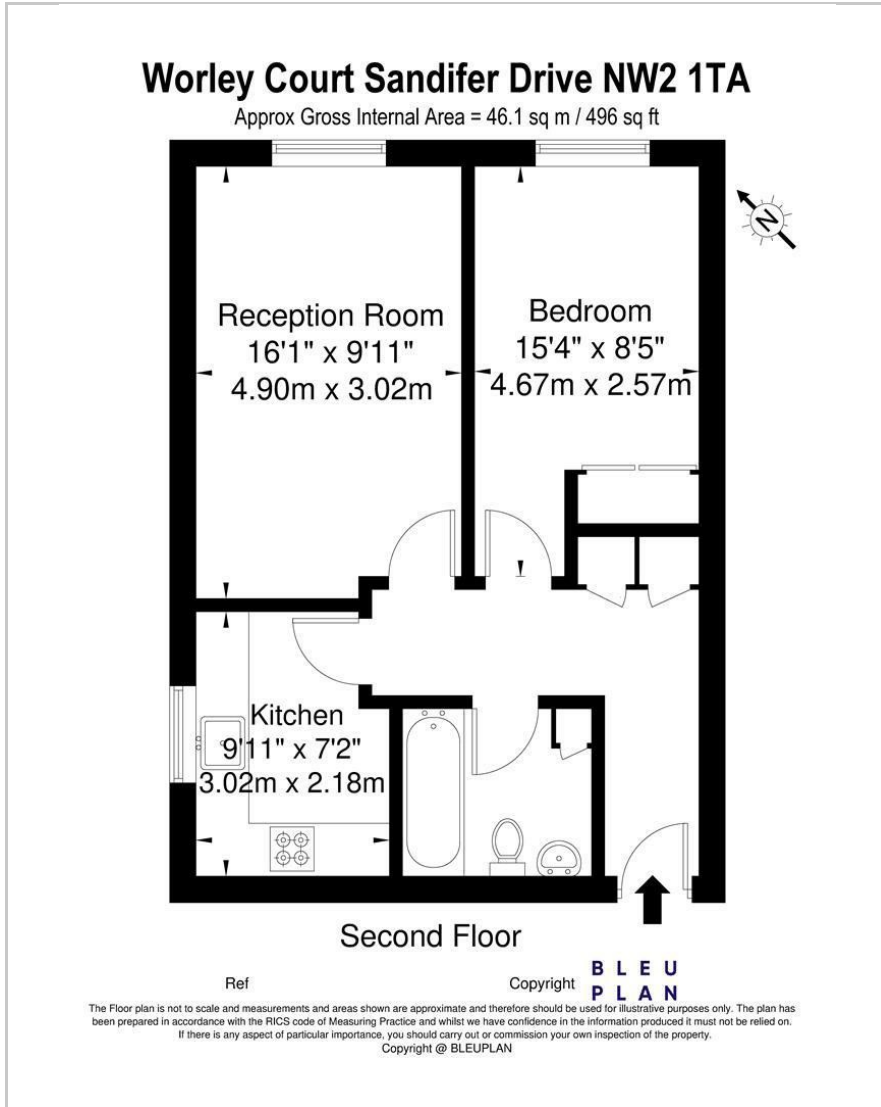 Worley Court Sandifer Drive NW2 1TA
Approx Gross Internal Area = 46.1 sq m / 496 sq ft
N
Reception Room
16'1" x 9'11"
4.90m x 3.02m
Bedroom
15'4" x 8'5"
4.67m x 2.57m
Kitchen
9'11" x 7'2"
3.02m x 2.18m
Second Floor
Ref
Copyright
BLEU
PLAN
The Floor plan is not to scale and measurements and areas shown are approximate and therefore should be used for illustrative purposes only. The plan has
been prepared in accordance with the RICS code of Measuring Practice and whilst we have confidence in the information produced it must not be relied on.
If there is any aspect of particular importance, you should carry out or commission your own inspection of the property.
Copyright @ BLEUPLAN